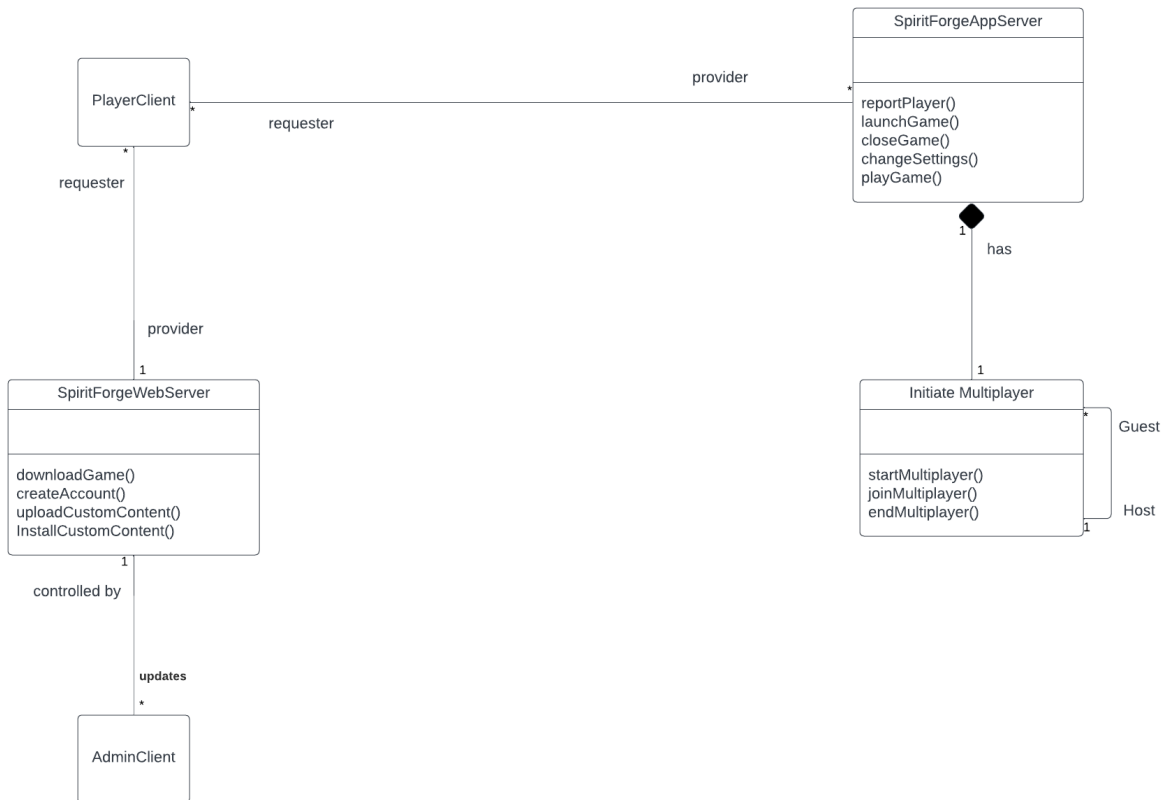 SpiritForgeAppServer
reportPlayer()
launchGame()
closeGame()
changeSettings()
playGame()
provider
*
PlayerClient
*
requester
*
requester
provider
1
1
has
1
SpiritForgeWebServer
downloadGame()
createAccount()
uploadCustomContent()
InstallCustomContent()
Initiate Multiplayer
startMultiplayer()
joinMultiplayer()
endMultiplayer()
*
Guest
Host
1
1
controlled by
updates
*
AdminClient